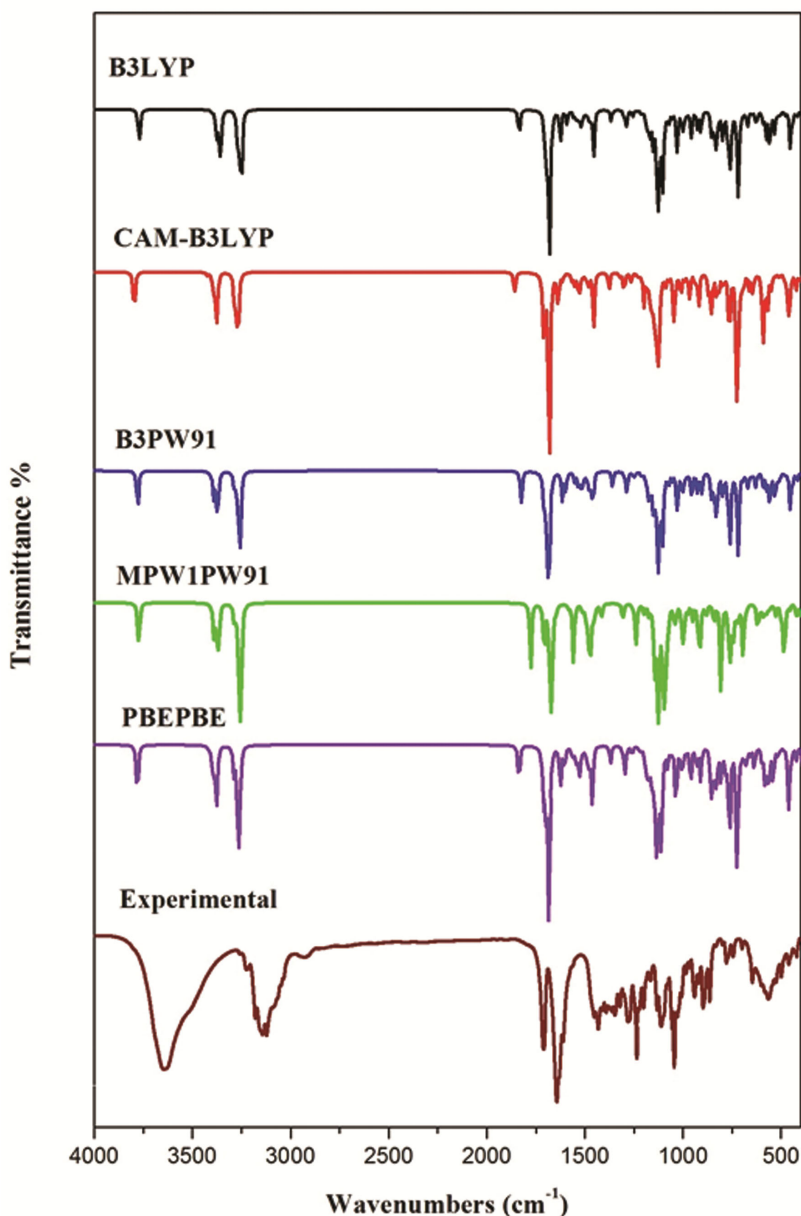 B3LYP
CAM-B3LYP
B3PW91
MPW1PW91
PBEPBE
Experimental
Transmittance %
4000 3500 3000 2500 2000 1500 1000 500
Wavenumbers (cm⁻¹)